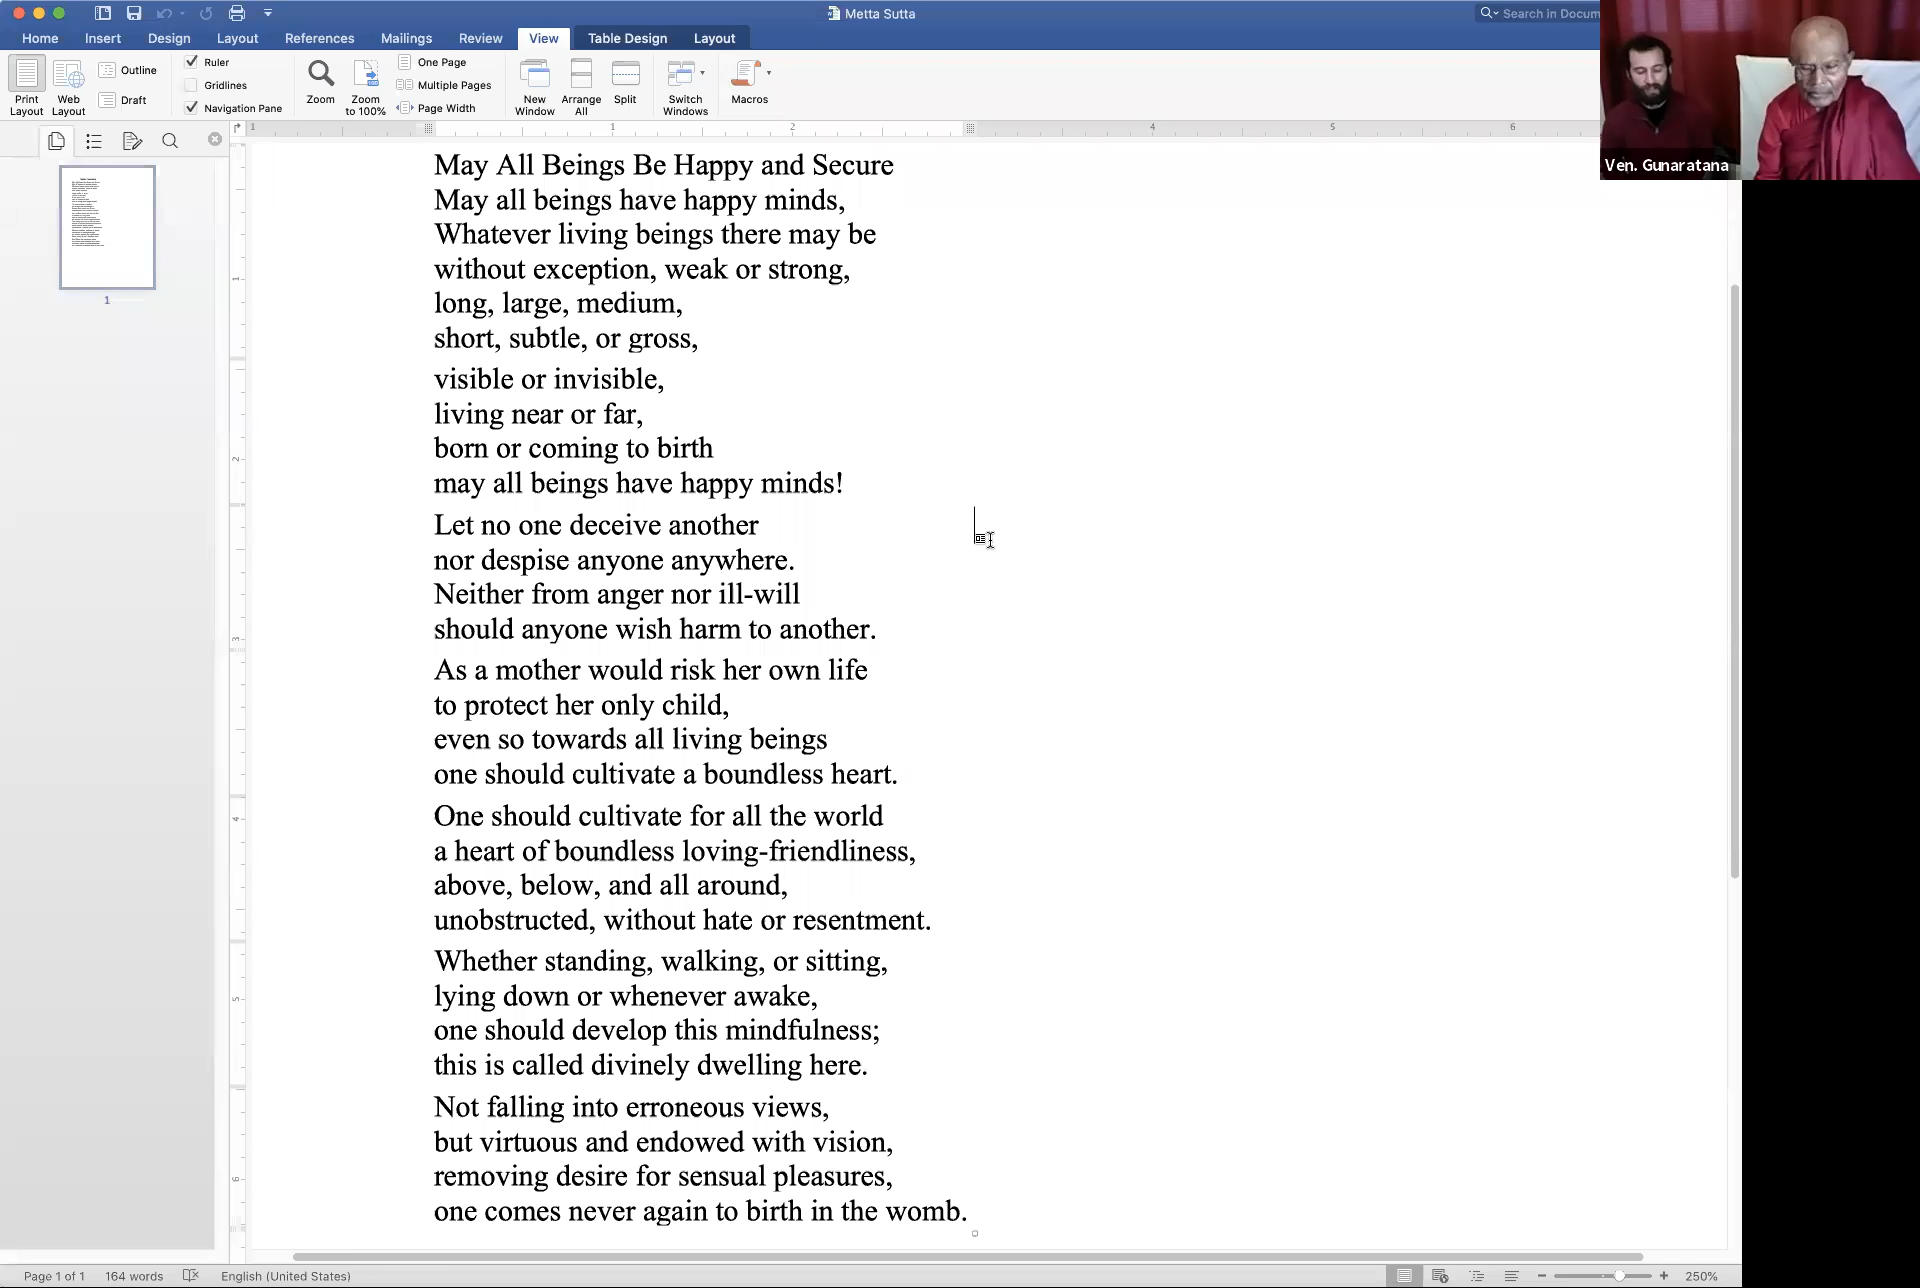 Metta Sutta
Search in Docum
Home Insert Design Layout References Mailings Review View Table Design Layout
Print Layout
Web Layout
Outline
Draft
Ruler
Gridlines
Navigation Pane
Zoom
Zoom to 100%
One Page
Multiple Pages
Page Width
New Window
Arrange All
Split
Switch Windows
Macros
Ven. Gunaratana
1 1 2 4 5 6
1
May All Beings Be Happy and Secure
May all beings have happy minds,
Whatever living beings there may be
without exception, weak or strong,
long, large, medium,
short, subtle, or gross,
visible or invisible,
living near or far,
born or coming to birth
may all beings have happy minds!
Let no one deceive another
nor despise anyone anywhere.
Neither from anger nor ill-will
should anyone wish harm to another.
As a mother would risk her own life
to protect her only child,
even so towards all living beings
one should cultivate a boundless heart.
One should cultivate for all the world
a heart of boundless loving-friendliness,
above, below, and all around,
unobstructed, without hate or resentment.
Whether standing, walking, or sitting,
lying down or whenever awake,
one should develop this mindfulness;
this is called divinely dwelling here.
Not falling into erroneous views,
but virtuous and endowed with vision,
removing desire for sensual pleasures,
one comes never again to birth in the womb.
Page 1 of 1 164 words English (United States) 250%